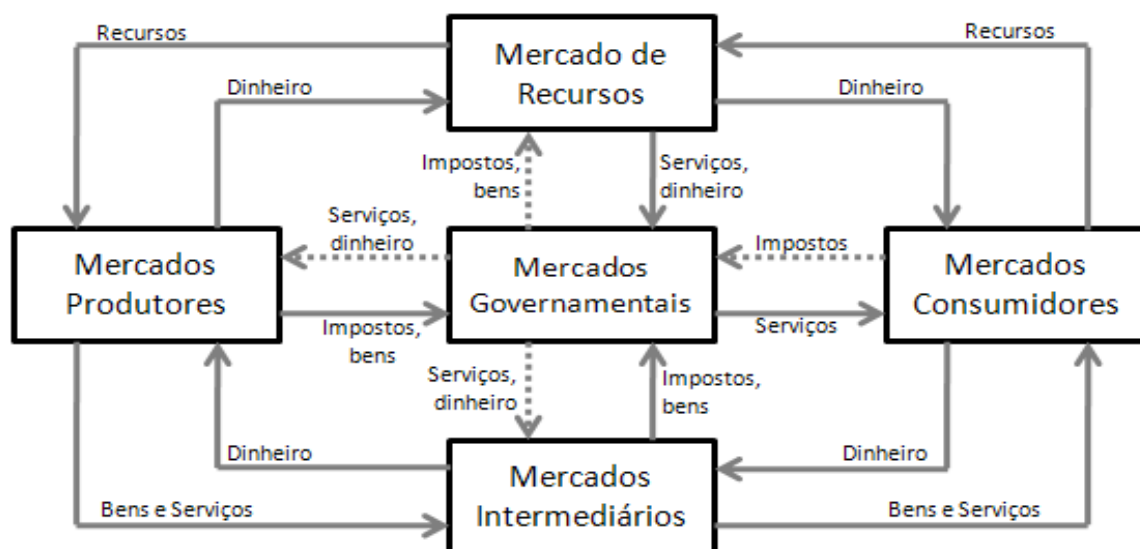 Recursos
Mercado de
Recursos
Recursos
Dinheiro
Dinheiro
Impostos,
bens
Serviços,
dinheiro
Serviços,
dinheiro
Impostos
Mercados
Produtores
Mercados
Governamentais
Mercados
Consumidores
Impostos,
bens
Serviços
Serviços,
dinheiro
Impostos,
bens
Dinheiro
Dinheiro
Mercados
Intermediários
Bens e Serviços
Bens e Serviços